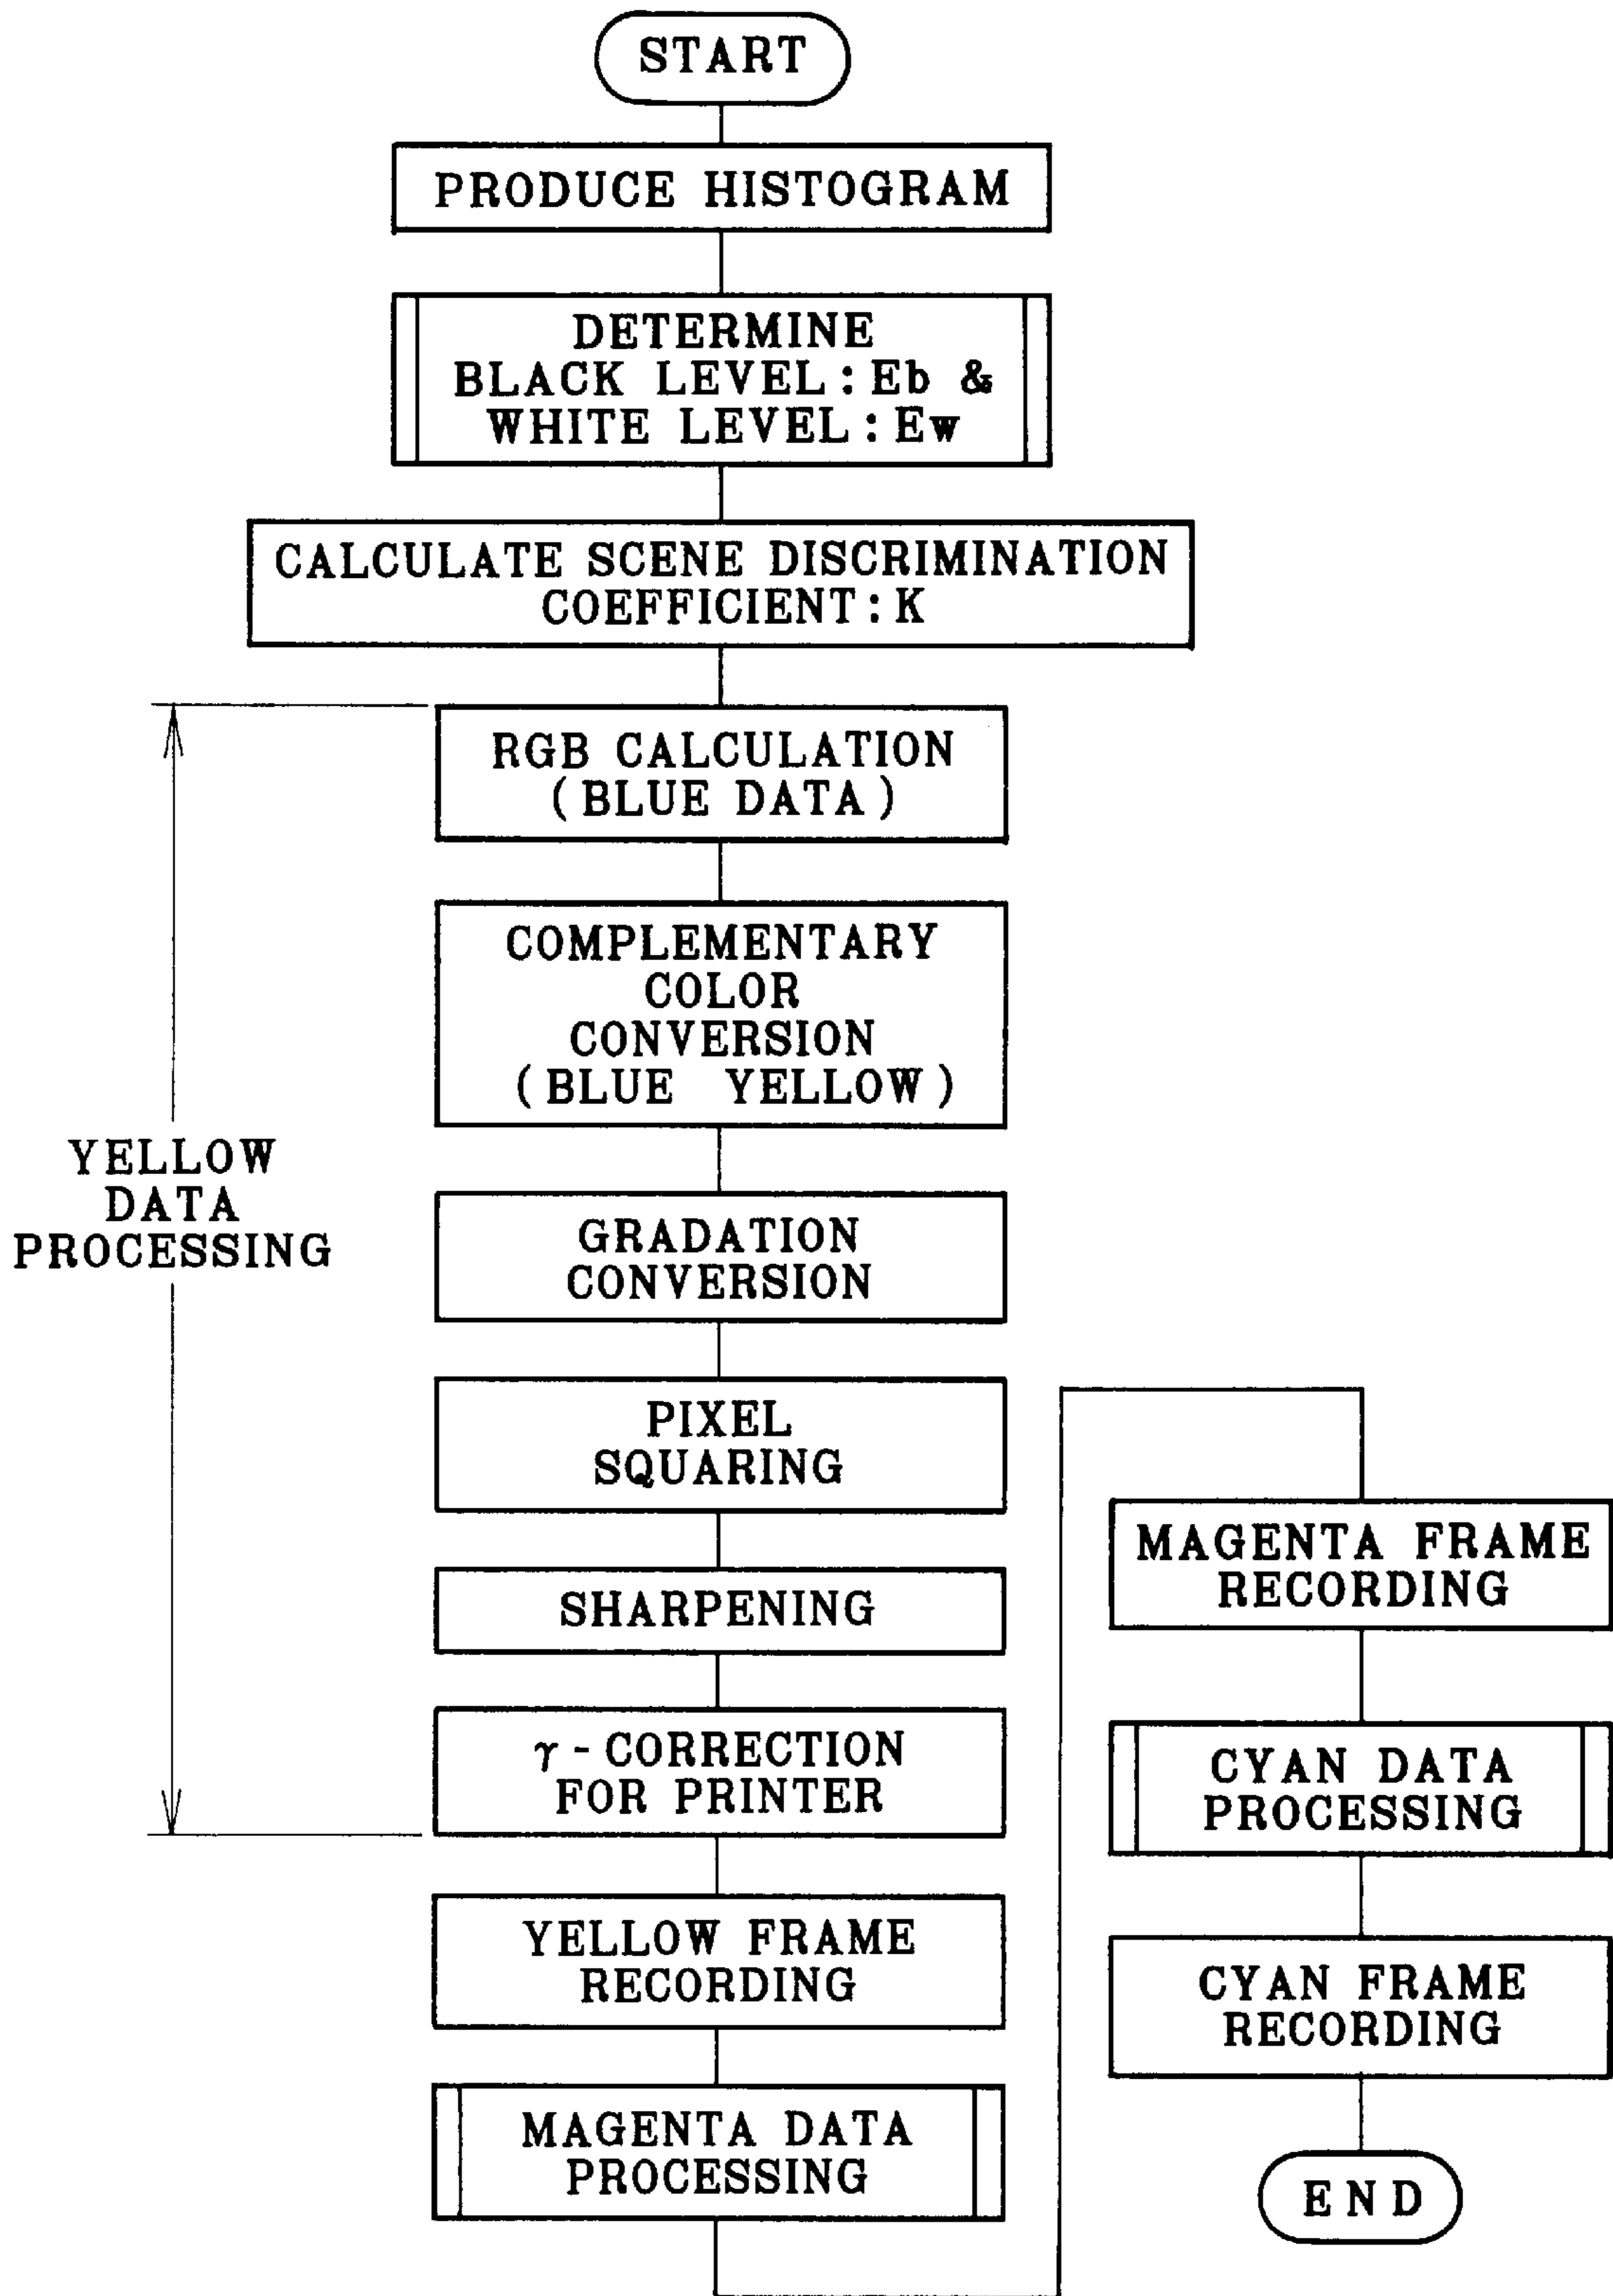 START
PRODUCE HISTOGRAM
DETERMINE
BLACK LEVEL : Eb &
WHITE LEVEL : Ew
CALCULATE SCENE DISCRIMINATION
COEFFICIENT : K
RGB CALCULATION
( BLUE DATA )
COMPLEMENTARY
COLOR
CONVERSION
( BLUE YELLOW )
YELLOW
DATA
PROCESSING
GRADATION
CONVERSION
PIXEL
SQUARING
SHARPENING
γ - CORRECTION
FOR PRINTER
YELLOW FRAME
RECORDING
MAGENTA DATA
PROCESSING
MAGENTA FRAME
RECORDING
CYAN DATA
PROCESSING
CYAN FRAME
RECORDING
END